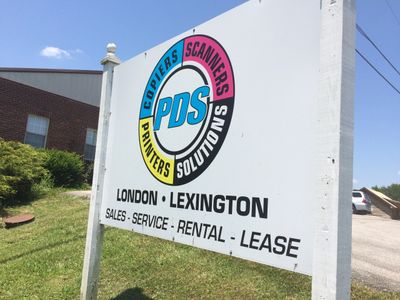 COPIERS
SCANNERS
PDS
PRINTERS
SOLUTIONS
LONDON • LEXINGTON
SALES - SERVICE - RENTAL - LEASE